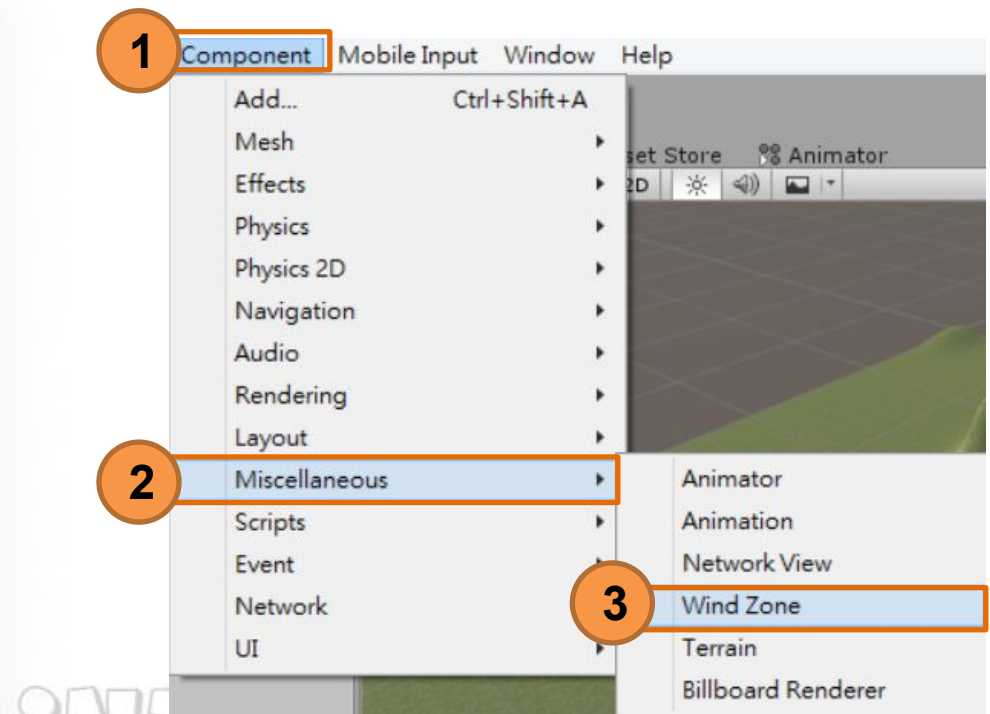 1
Component Mobile Input Window Help
Add... Ctrl+Shift+A
Mesh
set Store Animator
Effects
2D
Physics
Physics 2D
Navigation
Audio
Rendering
Layout
2
Miscellaneous
Scripts
Event
Network
UI
Animator
Animation
Network View
3
Wind Zone
Terrain
Billboard Renderer